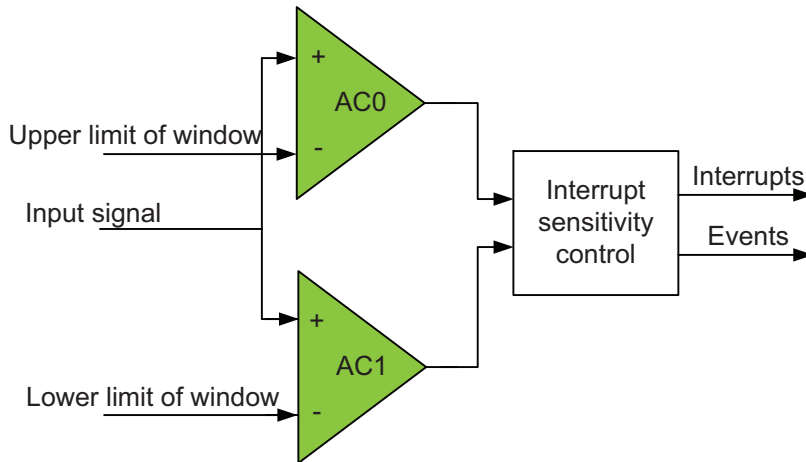 +
AC0
Upper limit of window
-
Input signal
Interrupt
sensitivity
control
Interrupts
Events
+
AC1
Lower limit of window
-